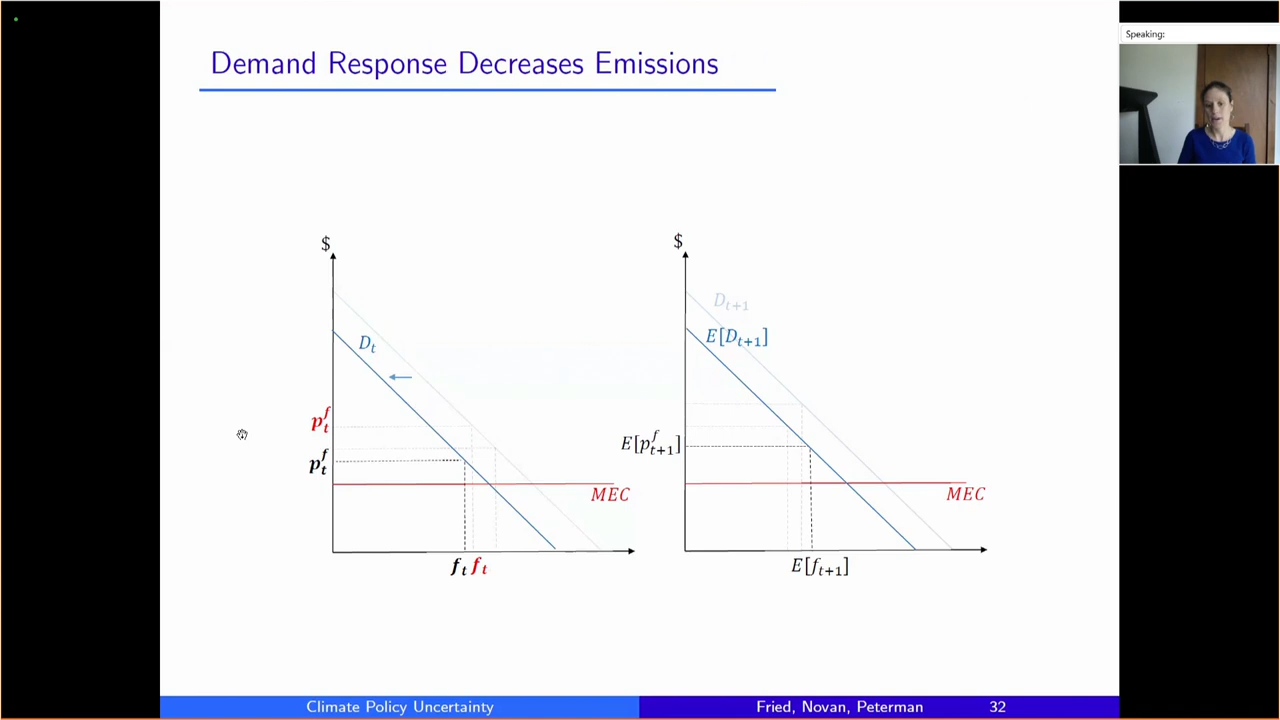 Speaking:
Demand Response Decreases Emissions
$
D_t
p_t^f
p_t^f
MEC
f_t f_t
$
D_{t+1}
E[D_{t+1}]
E[p_{t+1}^f]
MEC
E[f_{t+1}]
Climate Policy Uncertainty
Fried, Novan, Peterman 32